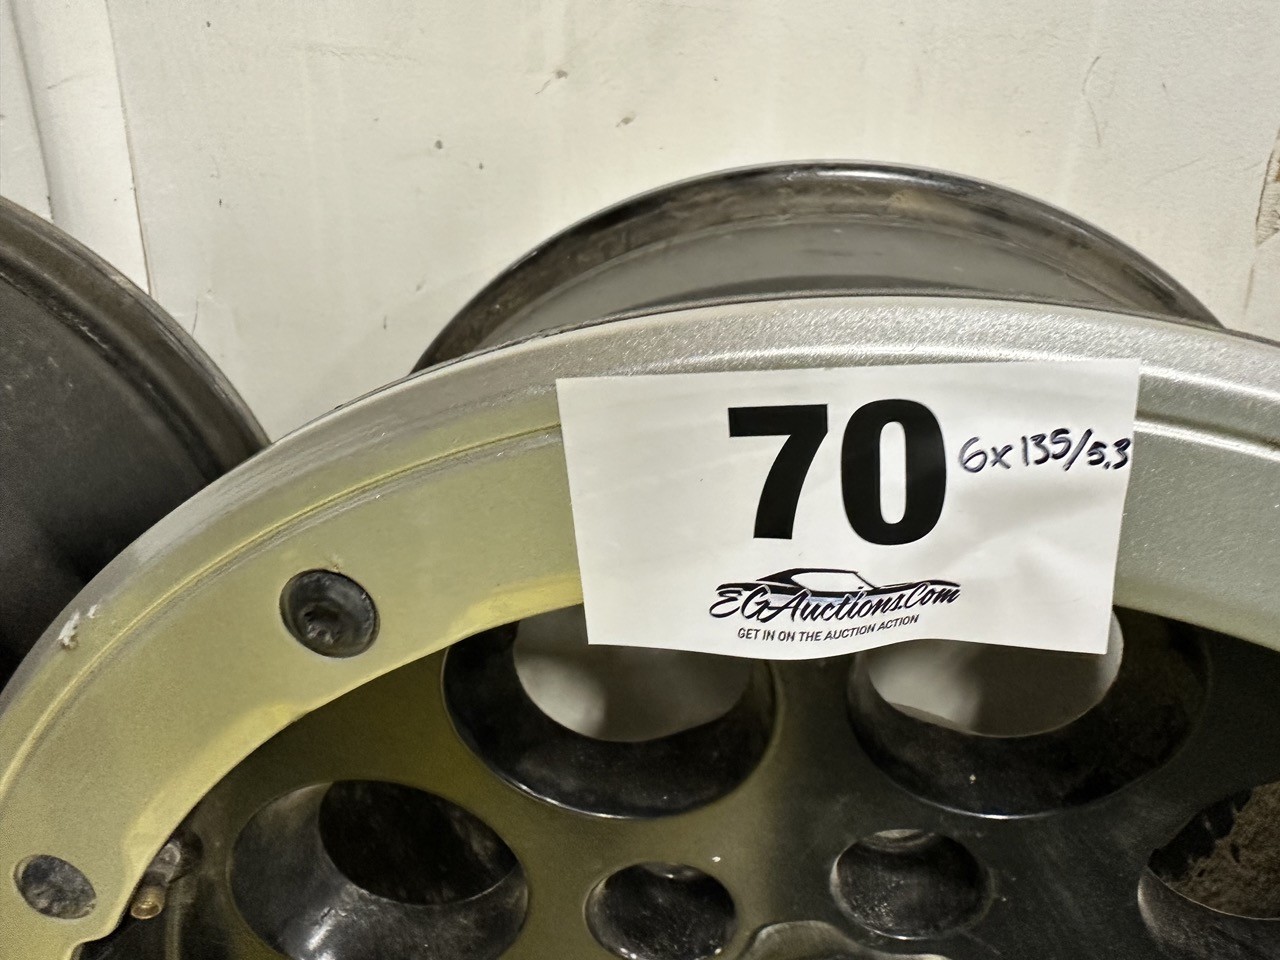 70
6x135/5.3
EGAuctions.Com
GET IN ON THE AUCTION ACTION